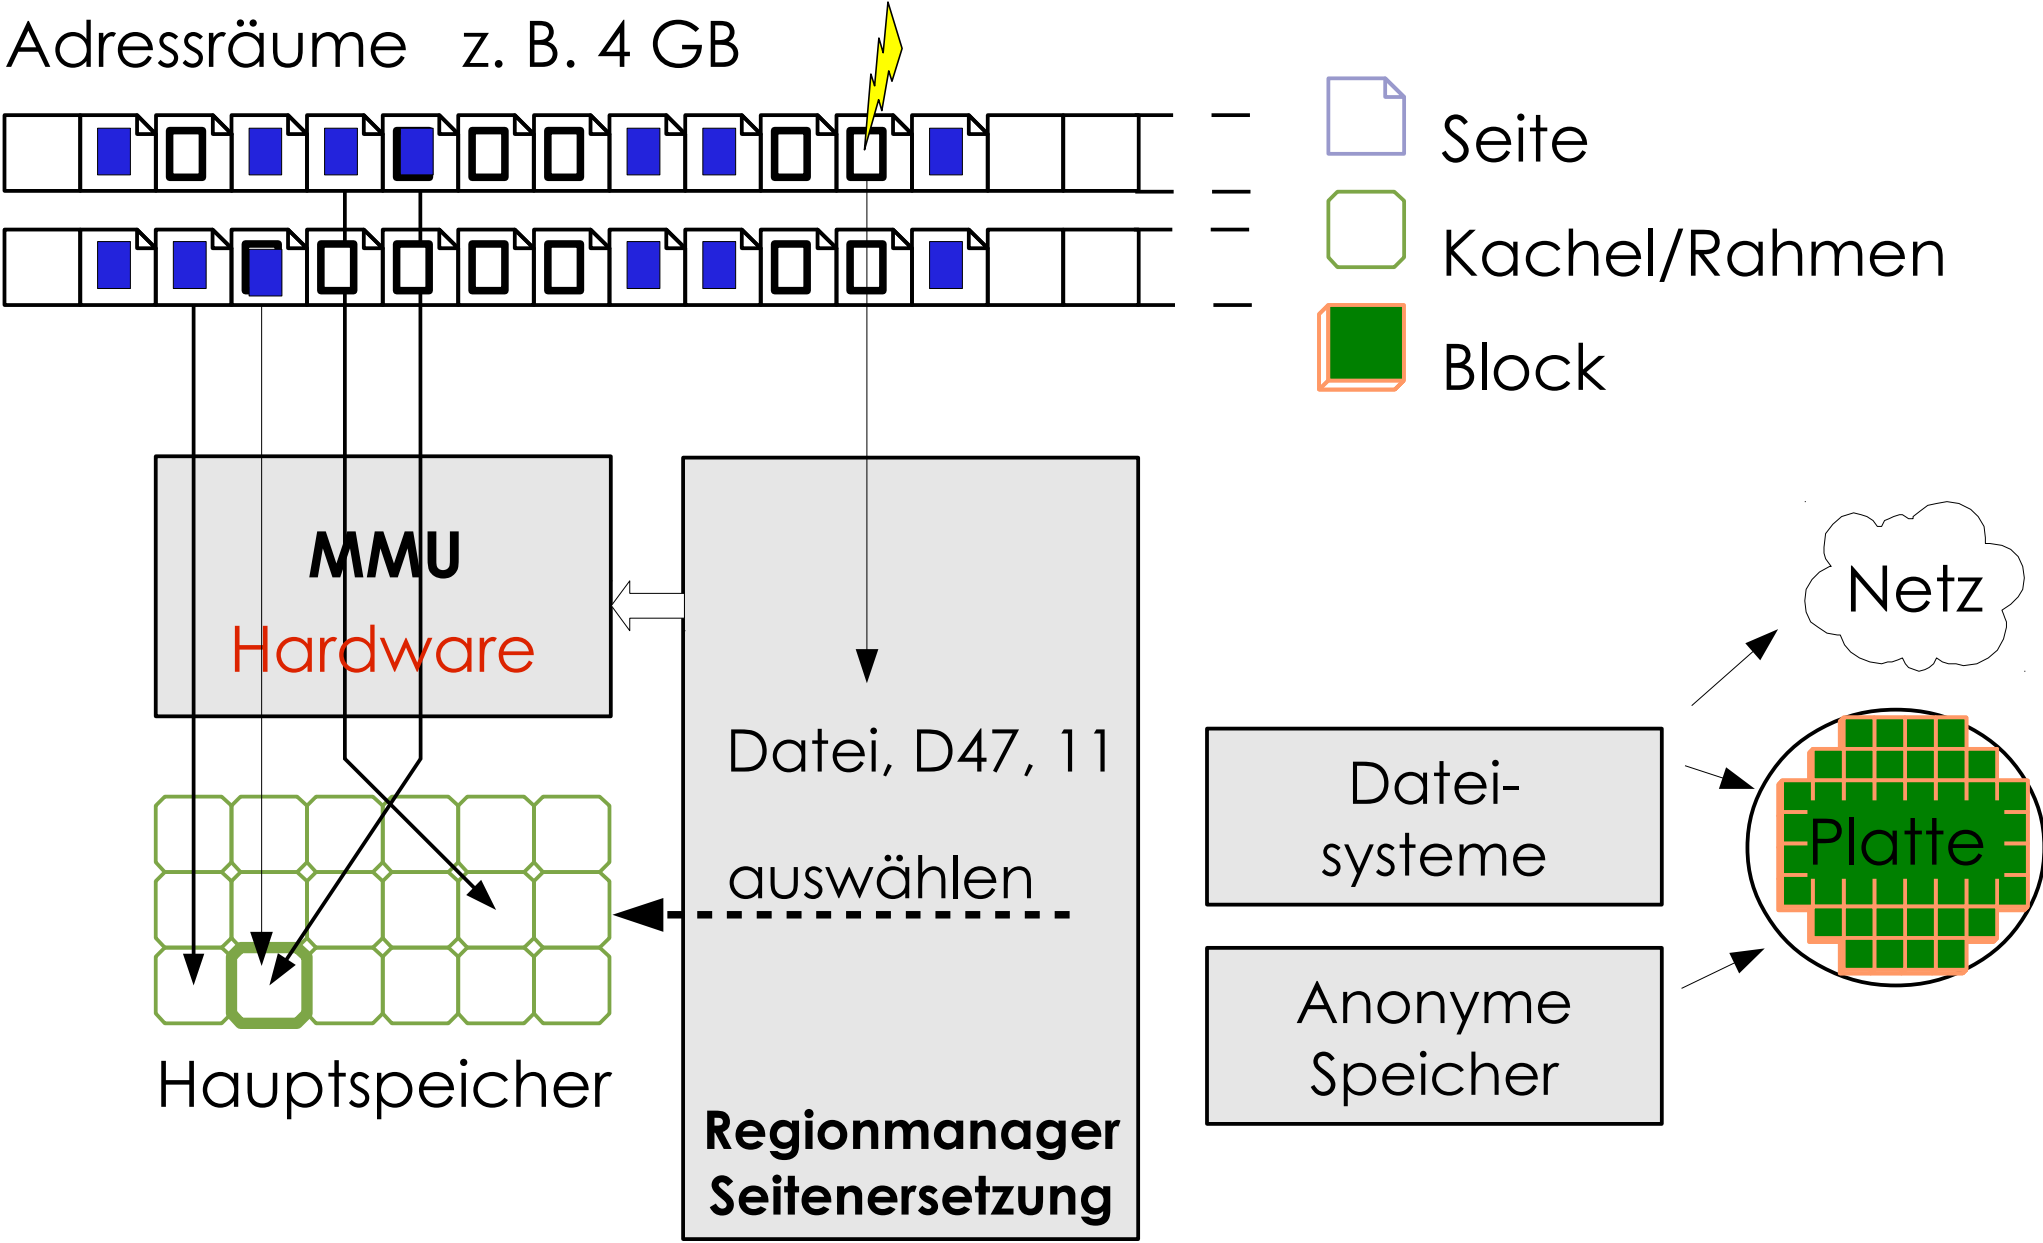 Adressräume z. B. 4 GB
Seite
Kachel/Rahmen
Block
MMU
Hardware
Datei, D47, 11
auswählen
Regionmanager
Seitenersetzung
Hauptspeicher
Datei-
systeme
Anonyme
Speicher
Netz
Platte